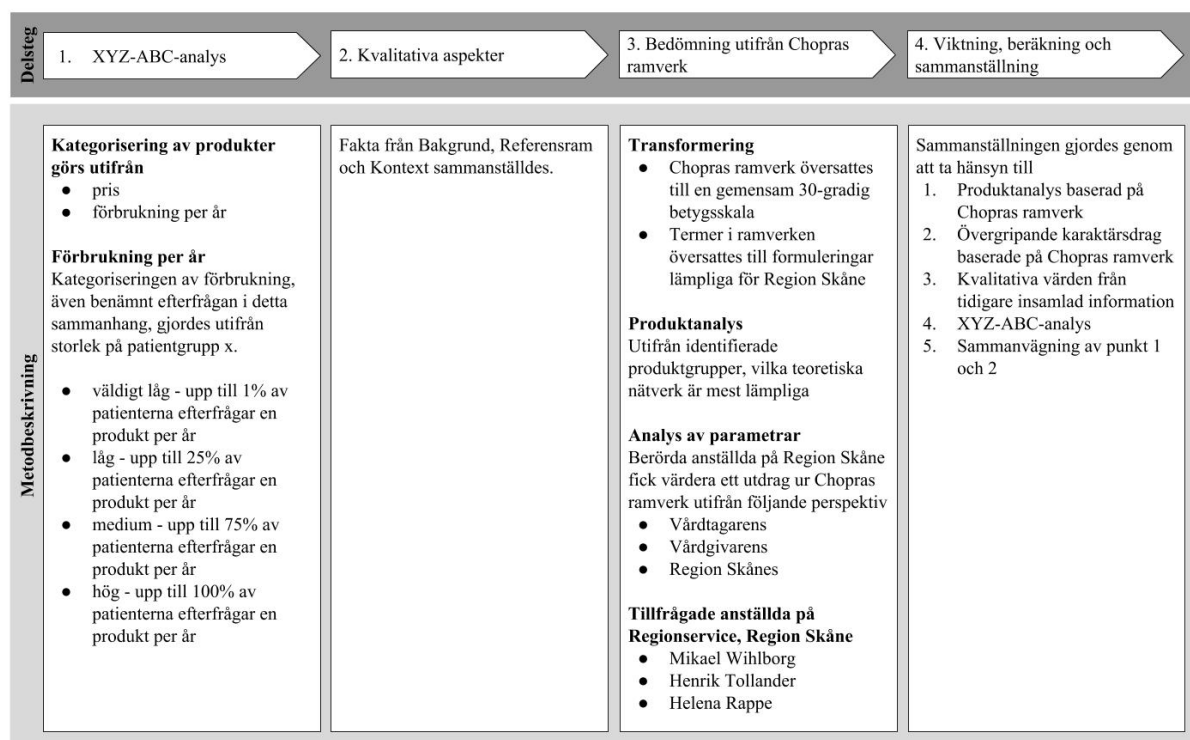 Delsteg
1. XYZ-ABC-analys
2. Kvalitativa aspekter
3. Bedömning utifrån Chopras
ramverk
4. Viktning, beräkning och
sammanställning
Metodbeskrivning
Kategorisering av produkter
görs utifrån
● pris
● förbrukning per år
Förbrukning per år
Kategoriseringen av förbrukning,
även benämnt efterfrågan i detta
sammanhang, gjordes utifrån
storlek på patientgrupp x.
● väldigt låg - upp till 1% av
patienterna efterfrågar en
produkt per år
● låg - upp till 25% av
patienterna efterfrågar en
produkt per år
● medium - upp till 75% av
patienterna efterfrågar en
produkt per år
● hög - upp till 100% av
patienterna efterfrågar en
produkt per år
Fakta från Bakgrund, Referensram
och Kontext sammanställdes.
Transformering
● Chopras ramverk översattes
till en gemensam 30-gradig
betygsskala
● Termer i ramverken
översattes till formuleringar
lämpliga för Region Skåne
Produktanalys
Utifrån identifierade
produktgrupper, vilka teoretiska
nätverk är mest lämpliga
Analys av parametrar
Berörda anställda på Region Skåne
fick värdera ett utdrag ur Chopras
ramverk utifrån följande perspektiv
● Vårdtagarens
● Vårdgivarens
● Region Skånes
Tillfrågade anställda på
Regionservice, Region Skåne
● Mikael Wihlborg
● Henrik Tollander
● Helena Rappe
Sammanställningen gjordes genom
att ta hänsyn till
1. Produktanalys baserad på
Chopras ramverk
2. Övergripande karaktärsdrag
baserade på Chopras ramverk
3. Kvalitativa värden från
tidigare insamlad information
4. XYZ-ABC-analys
5. Sammanvägning av punkt 1
och 2